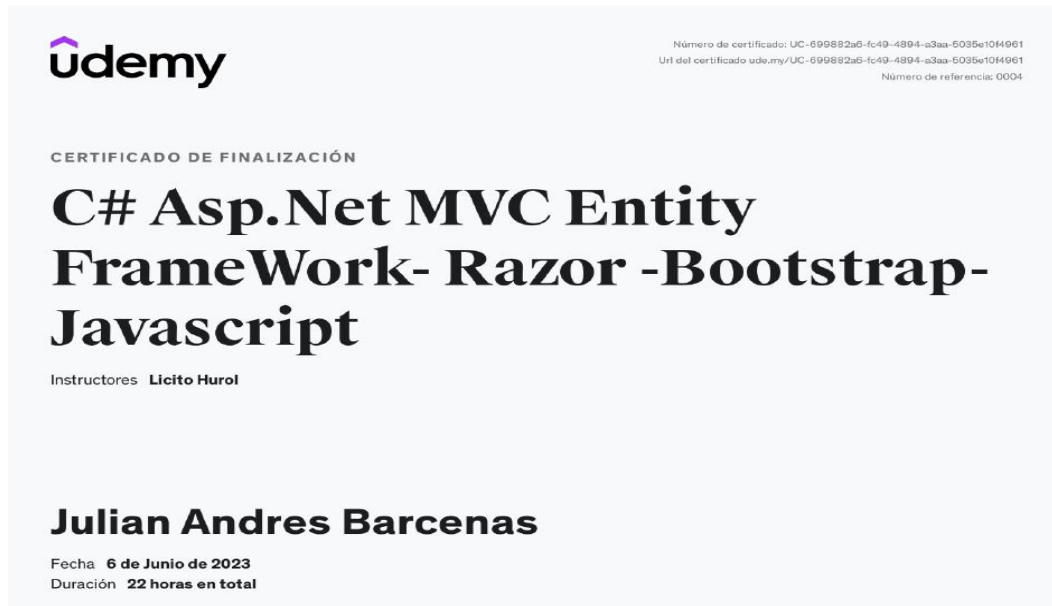 ûdemy
Número de certificado: UC-699882a6-fc49-4894-a3aa-5035e10f4961
Url del certificado ude.my/UC-699882a6-fc49-4894-a3aa-5035e10f4961
Número de referencia: 0004
CERTIFICADO DE FINALIZACIÓN
C# Asp.Net MVC Entity
FrameWork- Razor -Bootstrap-
Javascript
Instructores Licito Hurol
Julian Andres Barcenas
Fecha 6 de Junio de 2023
Duración 22 horas en total